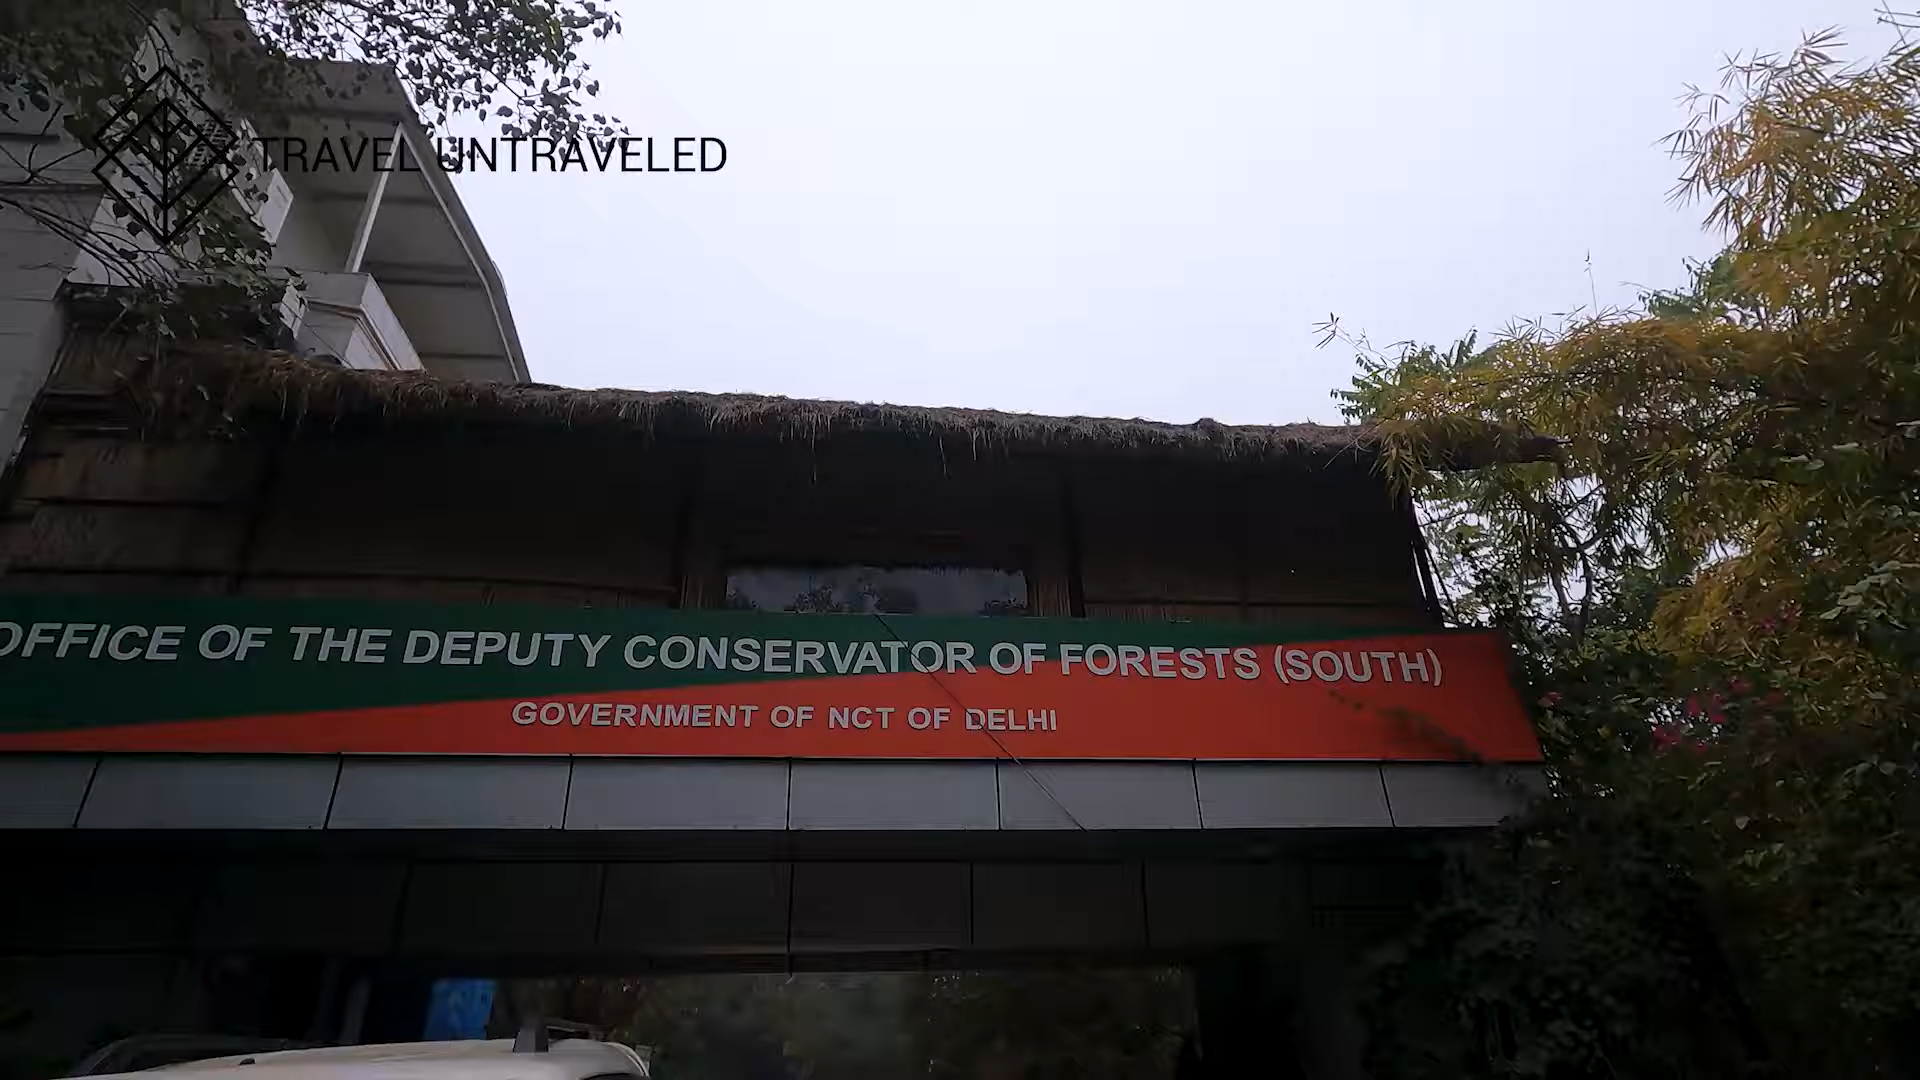 TRAVEL UNTRAVELED
OFFICE OF THE DEPUTY CONSERVATOR OF FORESTS (SOUTH)
GOVERNMENT OF NCT OF DELHI